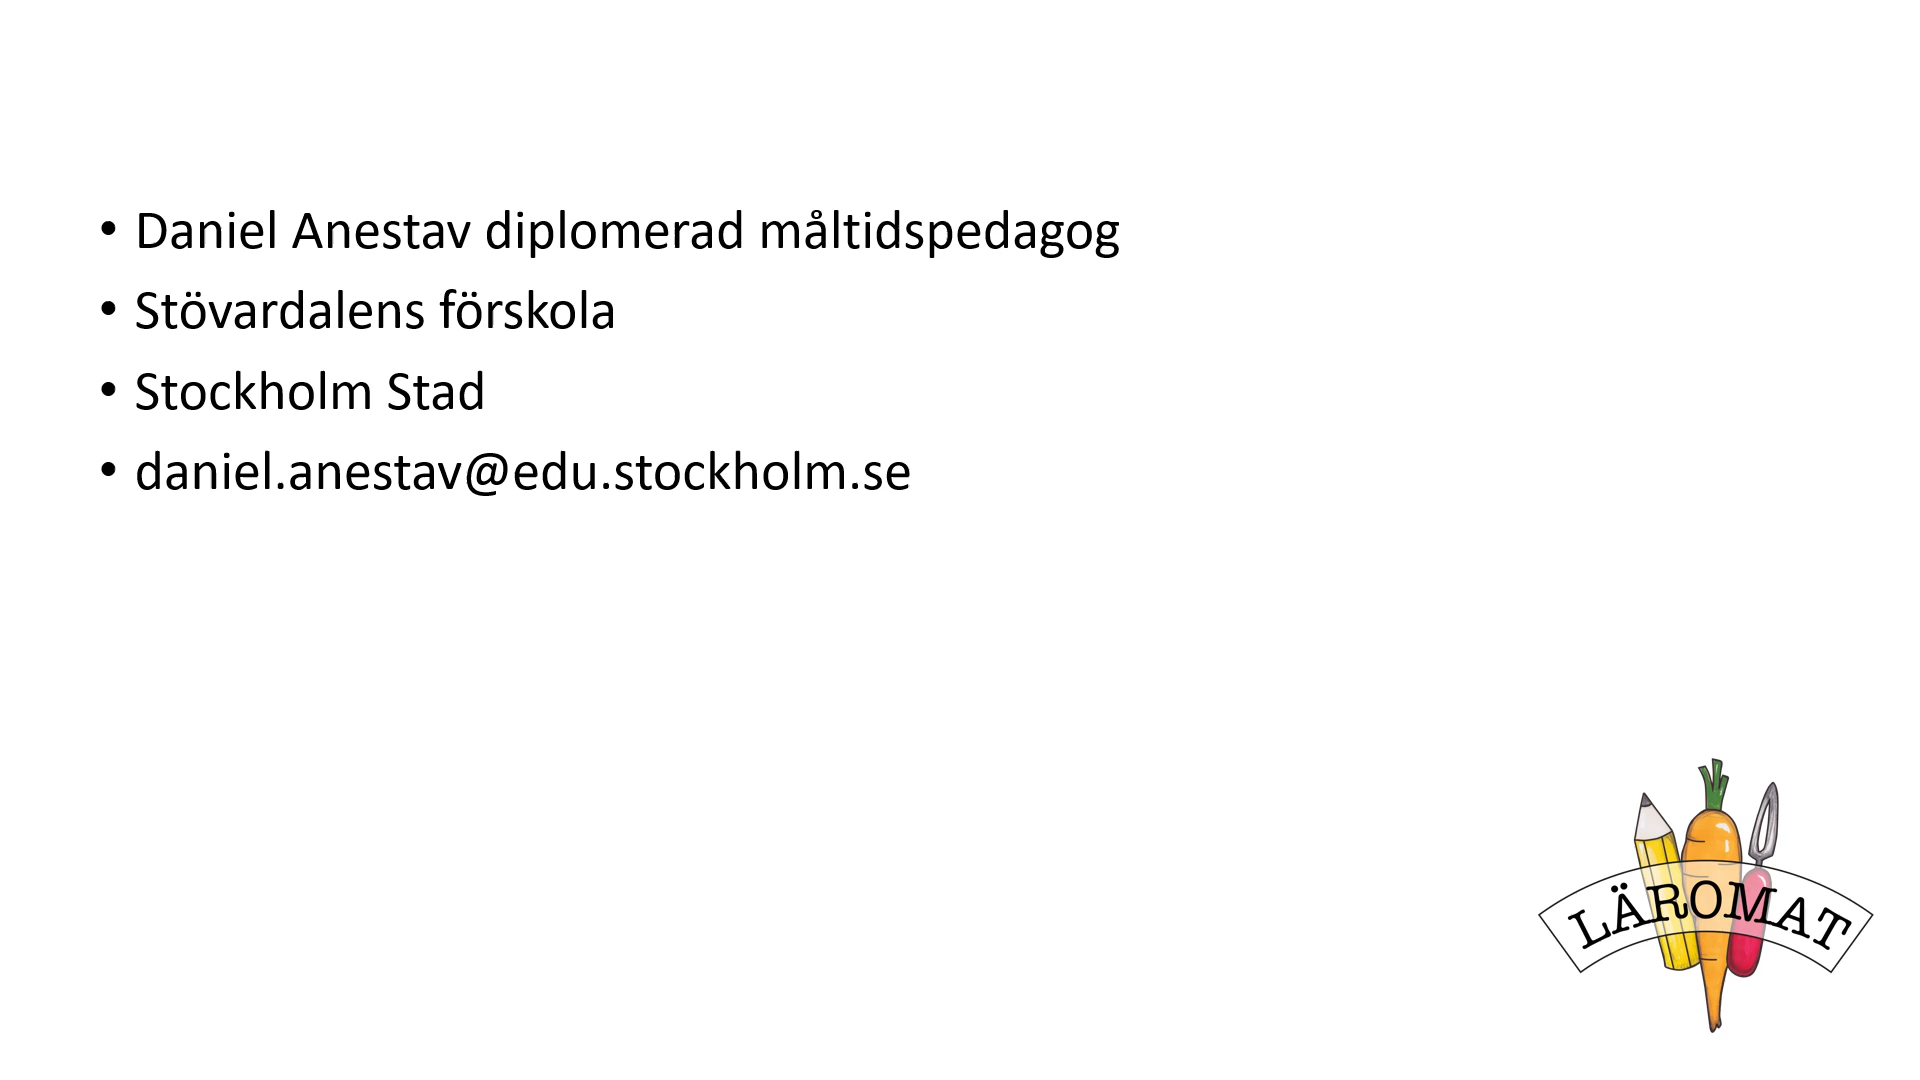 • Daniel Anestav diplomerad måltidspedagog
• Stövardalens förskola
• Stockholm Stad
• daniel.anestav@edu.stockholm.se
LÄROMAT